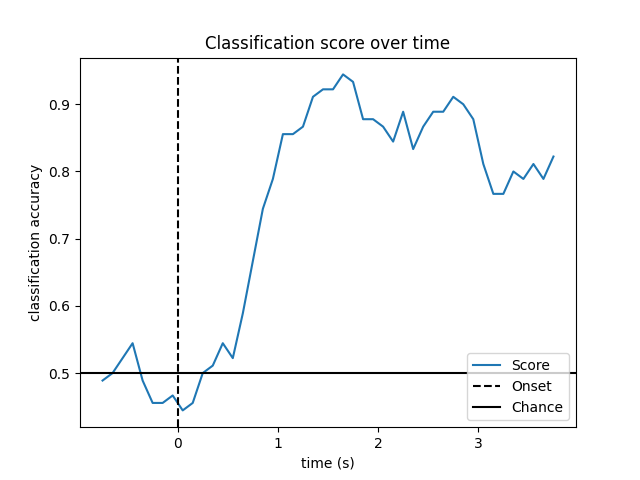 Classification score over time
classification accuracy
0.9
0.8
0.7
0.6
0.5
0
1
2
3
time (s)
Score
Onset
Chance